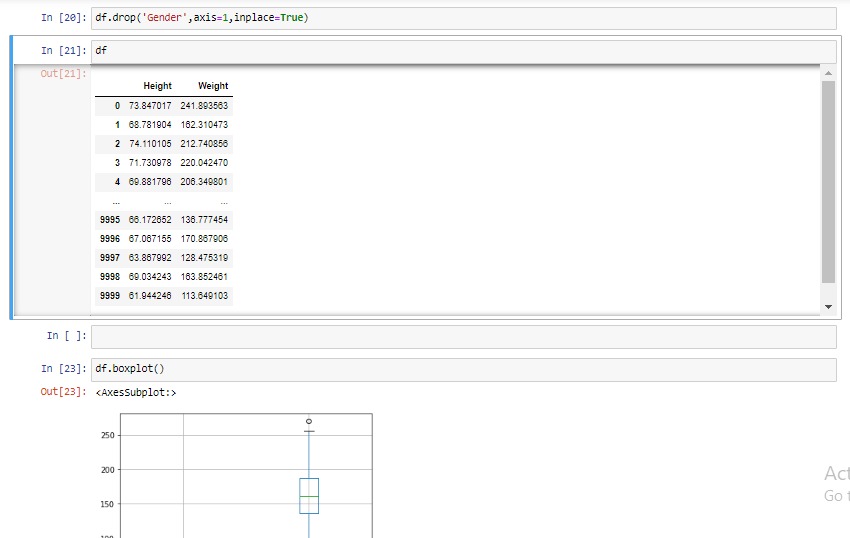 In [20]: df.drop('Gender',axis=1,inplace=True)
In [21]: df
Out[21]:
Height Weight
0 73.847017 241.893563
1 68.781904 162.310473
2 74.110105 212.740856
3 71.730978 220.042470
4 69.881796 206.349801
... ... ...
9995 66.172652 136.777454
9996 67.067155 170.867906
9997 63.867992 128.475319
9998 69.034243 163.852461
9999 61.944246 113.649103
In [ ]:
In [23]: df.boxplot()
Out[23]: <AxesSubplot:>
250
200
150
100
Act
Go t